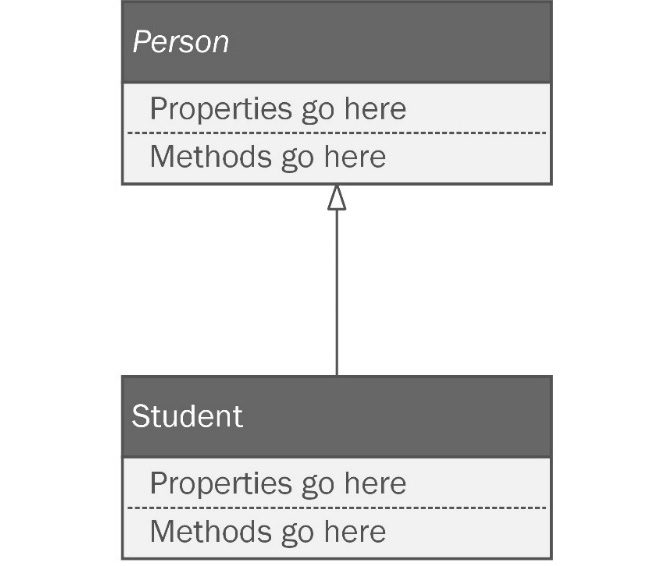 Person
Properties go here
Methods go here
Student
Properties go here
Methods go here